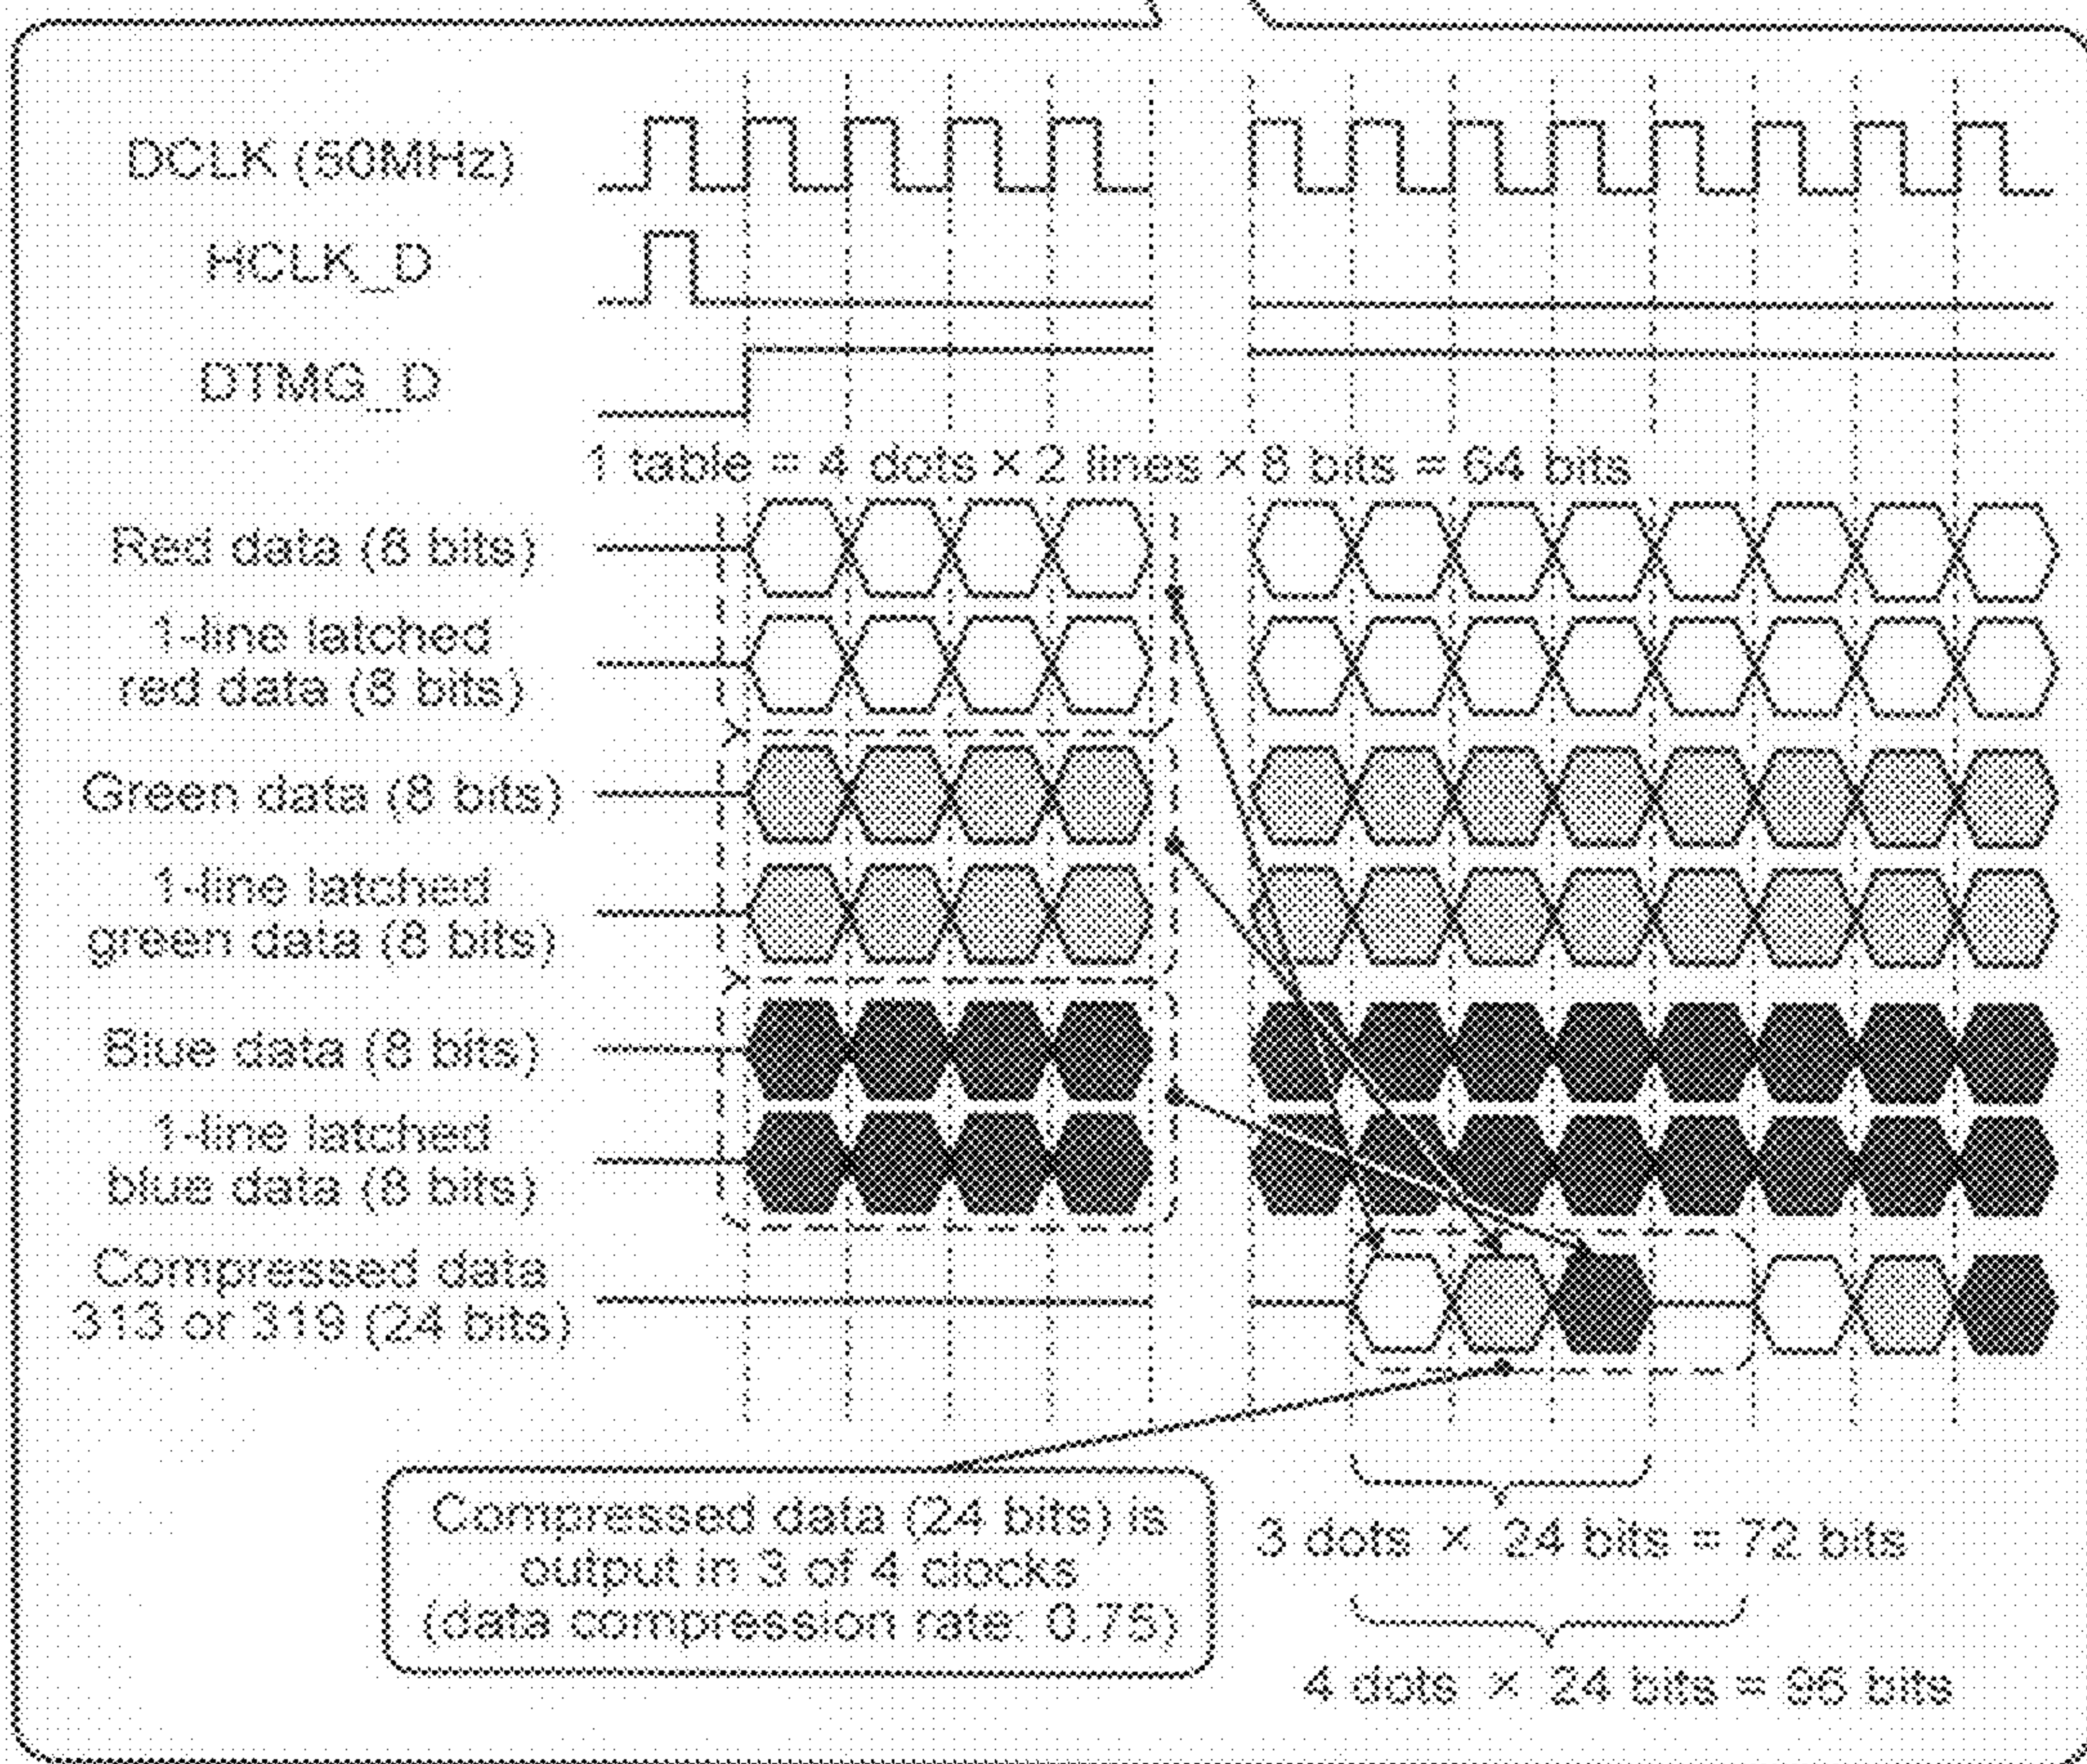 DCLK (50MHz)
HCLK_D
DTMG_D
1 table = 4 dots × 2 lines × 8 bits = 64 bits
Red data (8 bits)
1-line latched
red data (8 bits)
Green data (8 bits)
1-line latched
green data (8 bits)
Blue data (8 bits)
1-line latched
blue data (8 bits)
Compressed data
313 or 319 (24 bits)
Compressed data (24 bits) is
output in 3 of 4 clocks
(data compression rate: 0.75)
3 dots × 24 bits = 72 bits
4 dots × 24 bits = 96 bits